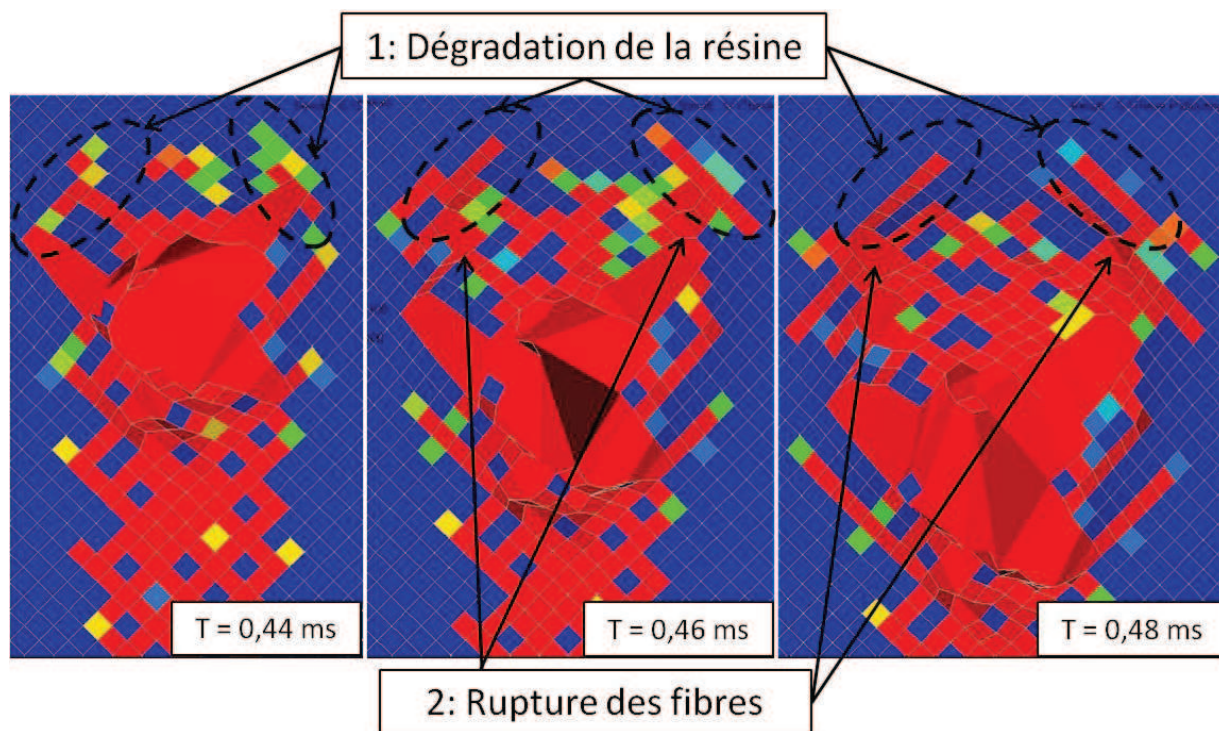 1: Dégradation de la résine
T = 0,44 ms
T = 0,46 ms
T = 0,48 ms
2: Rupture des fibres